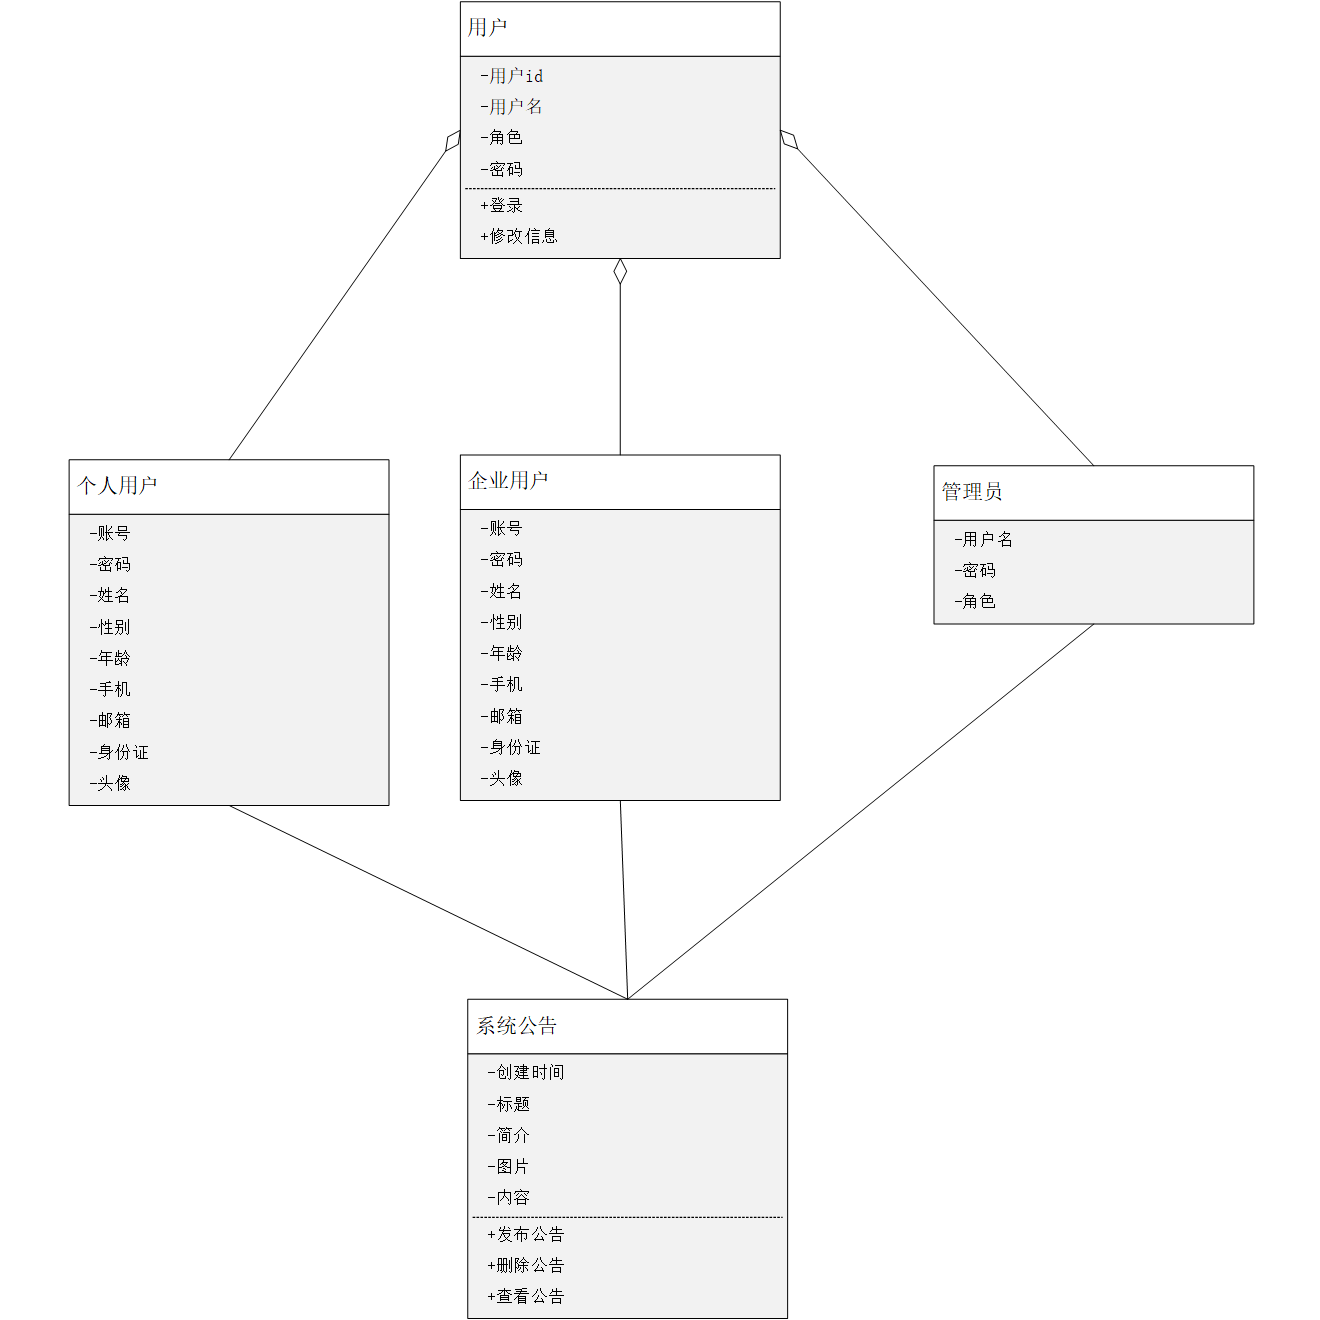 用户
-用户id
-用户名
-角色
-密码
+登录
+修改信息
个人用户
-账号
-密码
-姓名
-性别
-年龄
-手机
-邮箱
-身份证
-头像
企业用户
-账号
-密码
-姓名
-性别
-年龄
-手机
-邮箱
-身份证
-头像
管理员
-用户名
-密码
-角色
系统公告
-创建时间
-标题
-简介
-图片
-内容
+发布公告
+删除公告
+查看公告